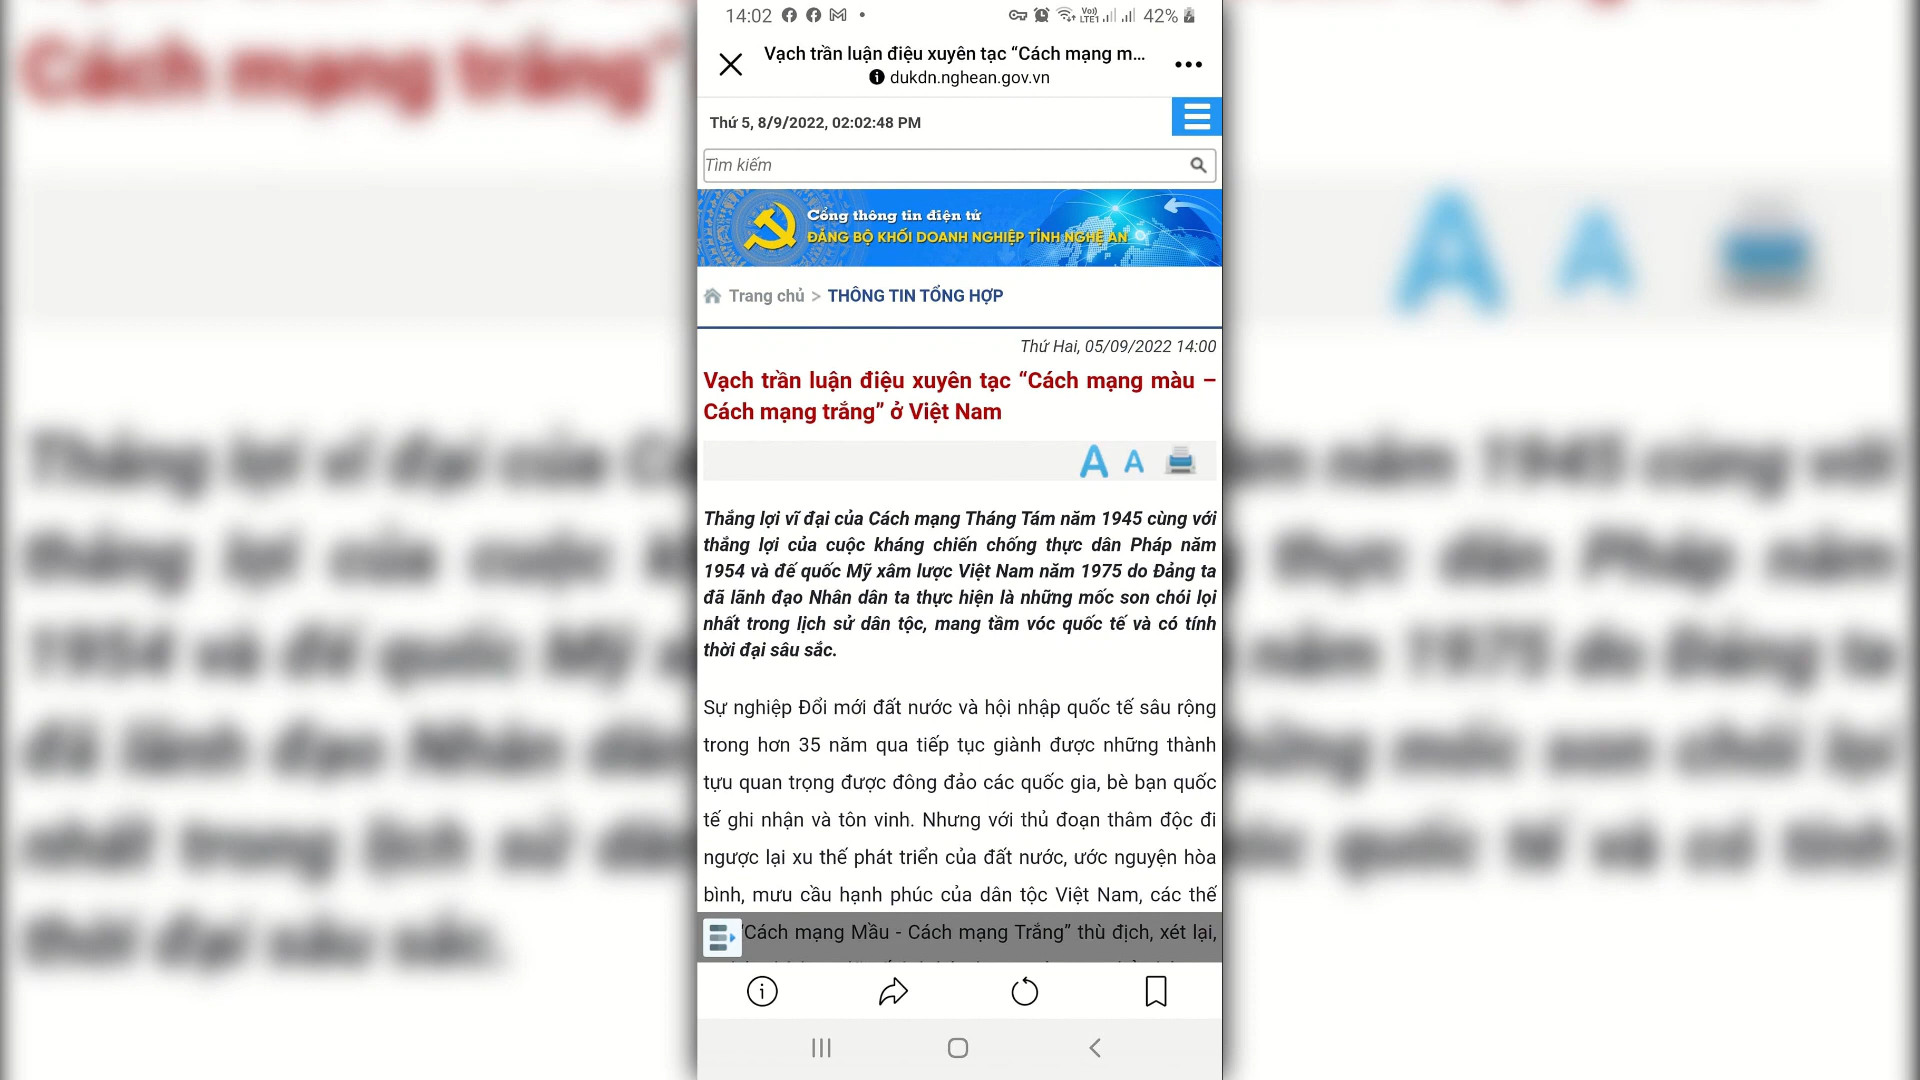 14:02
Vo))
LTE1
42%
Vạch trần luận điệu xuyên tạc “Cách mạng m...
dukdn.nghean.gov.vn
Thứ 5, 8/9/2022, 02:02:48 PM
Tìm kiếm
Cổng thông tin điện tử
ĐẢNG BỘ KHỐI DOANH NGHIỆP TỈNH NGHỆ AN
Trang chủ > THÔNG TIN TỔNG HỢP
Thứ Hai, 05/09/2022 14:00
Vạch trần luận điệu xuyên tạc “Cách mạng màu –
Cách mạng trắng” ở Việt Nam
A A
Thắng lợi vĩ đại của Cách mạng Tháng Tám năm 1945 cùng với
thắng lợi của cuộc kháng chiến chống thực dân Pháp năm
1954 và đế quốc Mỹ xâm lược Việt Nam năm 1975 do Đảng ta
đã lãnh đạo Nhân dân ta thực hiện là những mốc son chói lọi
nhất trong lịch sử dân tộc, mang tầm vóc quốc tế và có tính
thời đại sâu sắc.
Sự nghiệp Đổi mới đất nước và hội nhập quốc tế sâu rộng
trong hơn 35 năm qua tiếp tục giành được những thành
tựu quan trọng được đông đảo các quốc gia, bè bạn quốc
tế ghi nhận và tôn vinh. Nhưng với thủ đoạn thâm độc đi
ngược lại xu thế phát triển của đất nước, ước nguyện hòa
bình, mưu cầu hạnh phúc của dân tộc Việt Nam, các thế
"Cách mạng Mầu - Cách mạng Trắng” thù địch, xét lại,